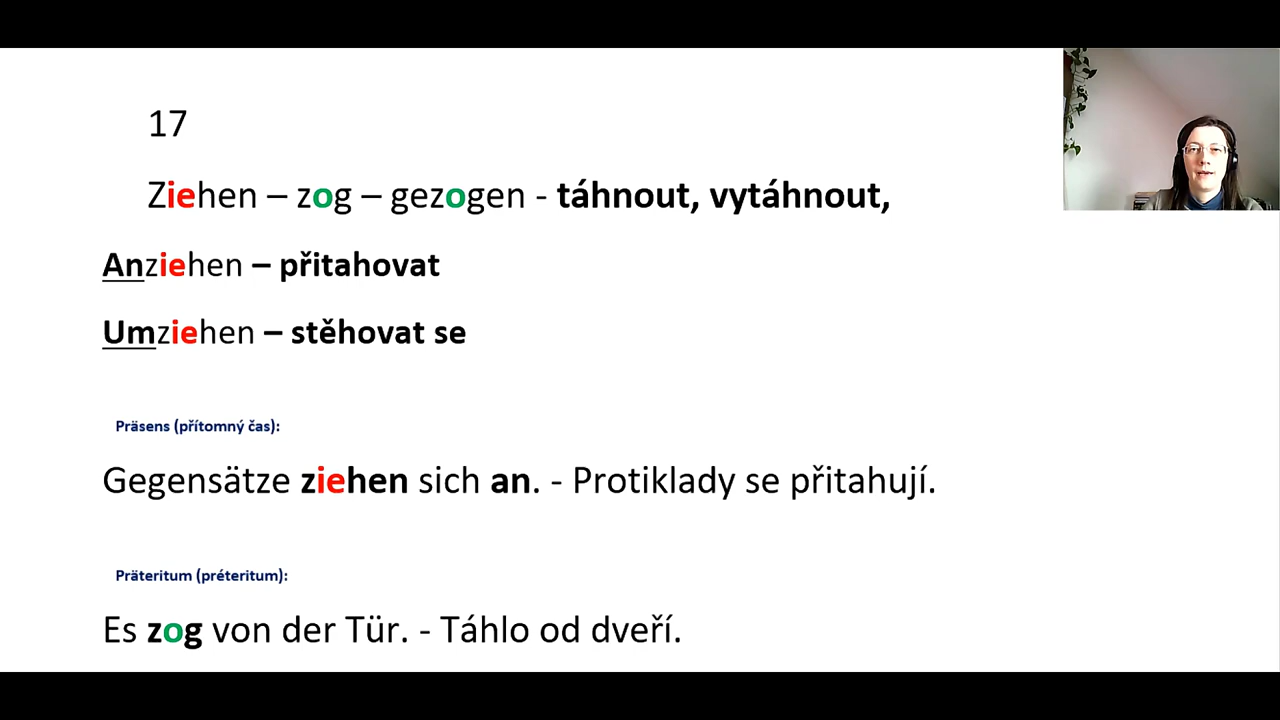 17
Ziehen – zog – gezogen - táhnout, vytáhnout,
Anziehen – přitahovat
Umziehen – stěhovat se
Präsens (přítomný čas):
Gegensätze ziehen sich an. - Protiklady se přitahují.
Präteritum (préteritum):
Es zog von der Tür. - Táhlo od dveří.